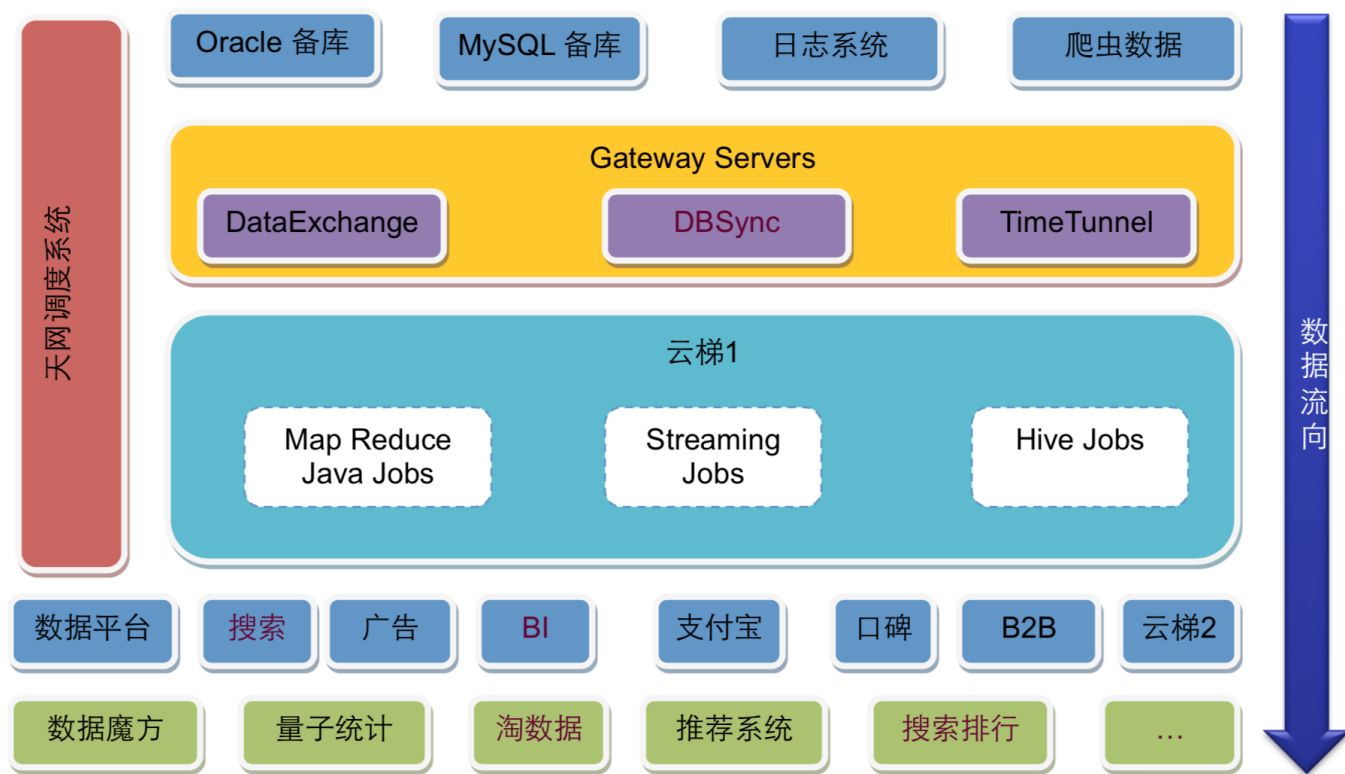 Oracle 备库
MySQL 备库
日志系统
爬虫数据
天网调度系统
Gateway Servers
DataExchange
DBSync
TimeTunnel
云梯1
Map Reduce
Java Jobs
Streaming
Jobs
Hive Jobs
数据流向
数据平台
搜索
广告
BI
支付宝
口碑
B2B
云梯2
数据魔方
量子统计
淘数据
推荐系统
搜索排行
…